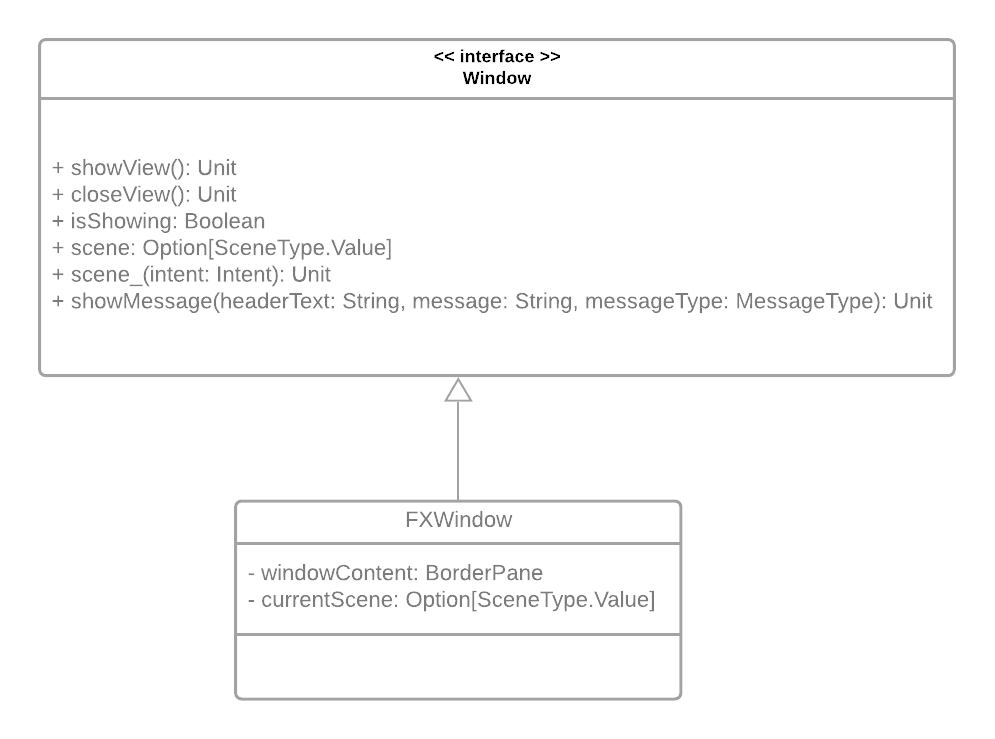 << interface >>
Window
+ showView(): Unit
+ closeView(): Unit
+ isShowing: Boolean
+ scene: Option[SceneType.Value]
+ scene_(intent: Intent): Unit
+ showMessage(headerText: String, message: String, messageType: MessageType): Unit
FXWindow
- windowContent: BorderPane
- currentScene: Option[SceneType.Value]